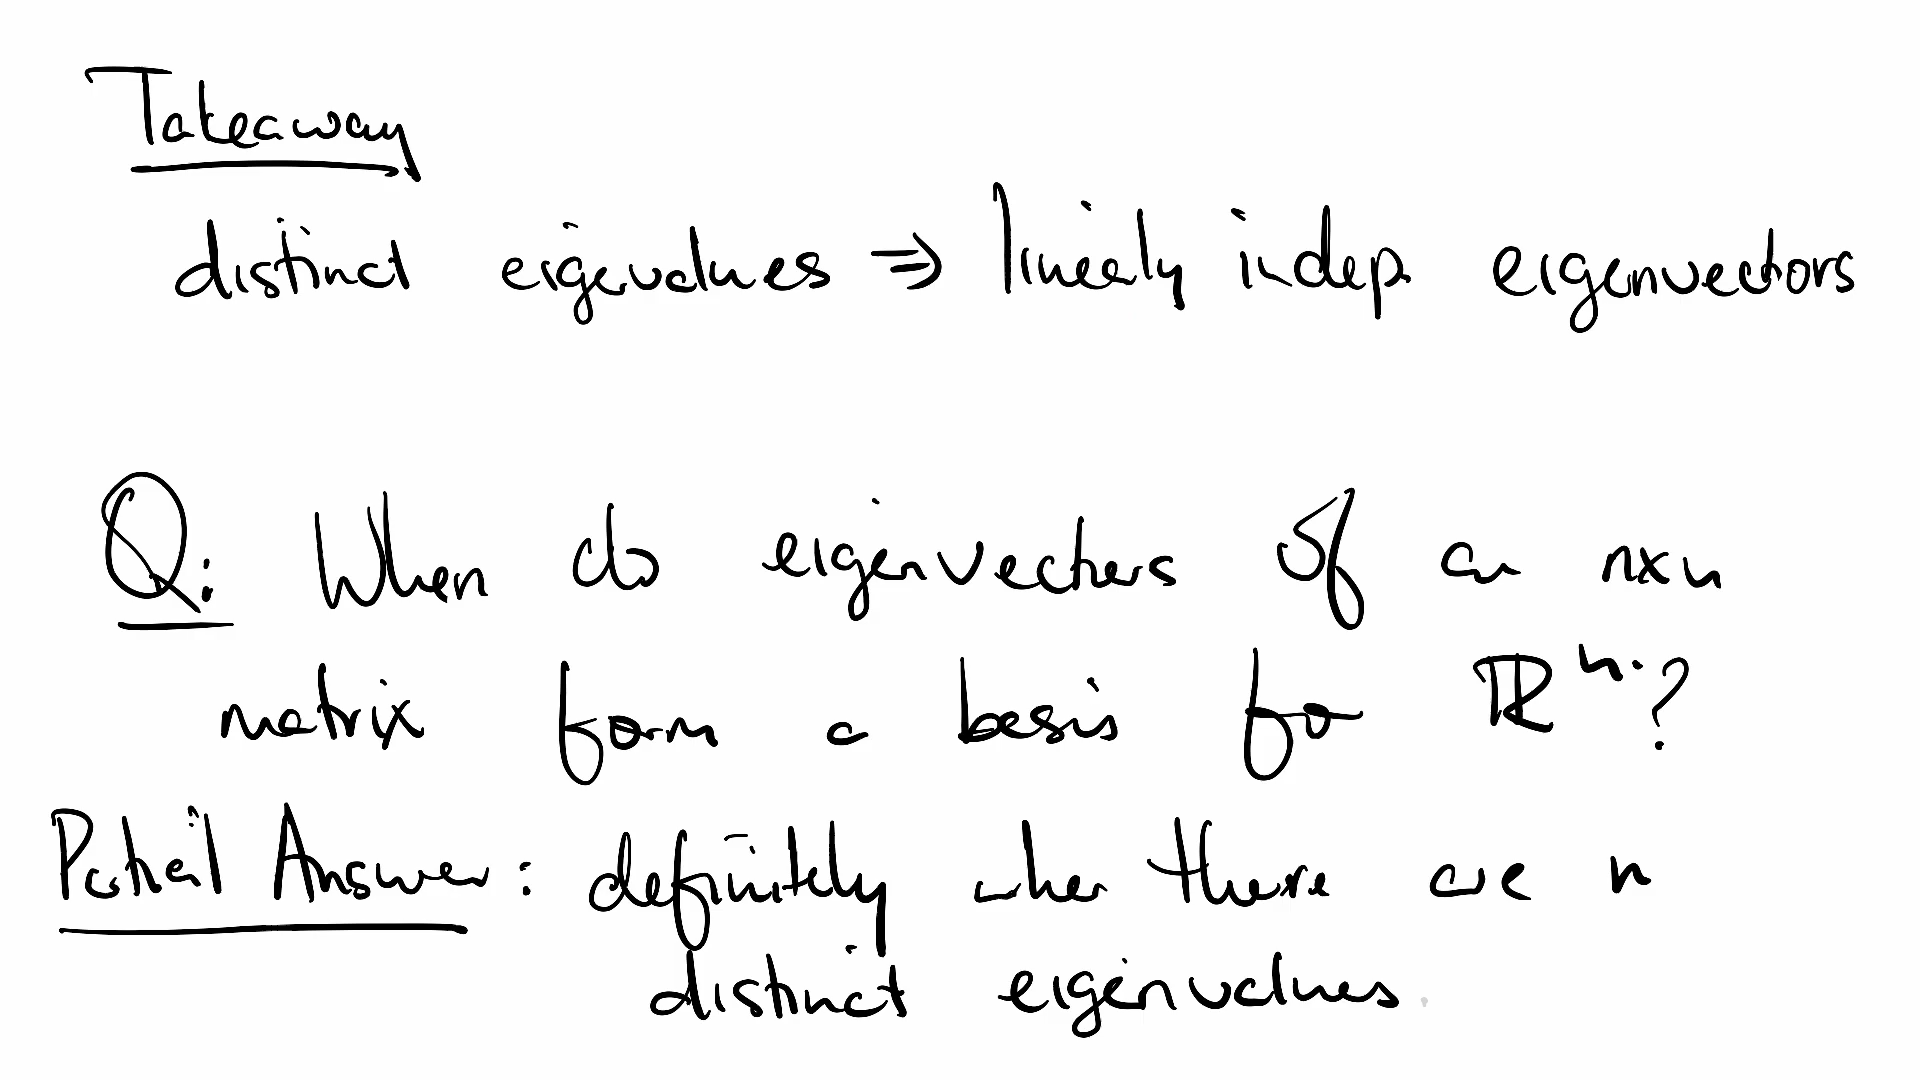 Takeaway
distinct eigenvalues ⇒ linearly indep. eigenvectors
Q: When do eigenvectors of an nxn
matrix form a basis for ℝⁿ?
Partial Answer: definitely when there are n
distinct eigenvalues.